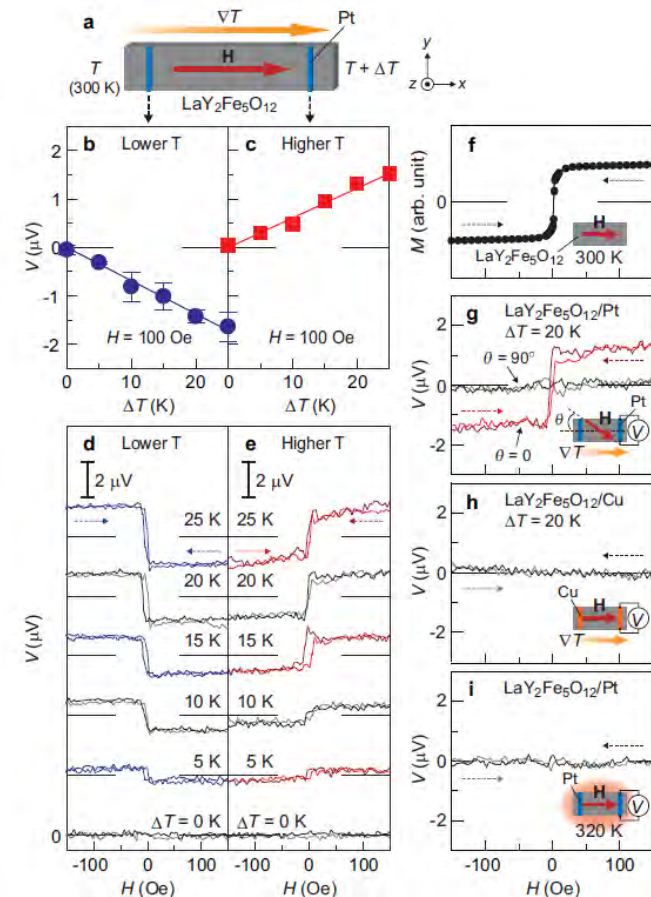 a
∇T
Pt
T
(300 K)
H
T + ΔT
LaY2Fe5O12
y
z
x
b
Lower T
c
Higher T
V (μV)
2
1
0
-1
-2
H = 100 Oe
H = 100 Oe
0
10
20
0
10
20
ΔT (K)
ΔT (K)
d
Lower T
e
Higher T
2 μV
2 μV
25 K
25 K
20 K
20 K
15 K
15 K
10 K
10 K
5 K
5 K
ΔT = 0 K
ΔT = 0 K
V (μV)
0
-100
0
100
-100
0
100
H (Oe)
H (Oe)
f
M (arb. unit)
0
H
LaY2Fe5O12
300 K
g
LaY2Fe5O12/Pt
ΔT = 20 K
V (μV)
2
1
0
-1
-2
θ = 90°
θ = 0
Pt
H
θ
V
∇T
h
LaY2Fe5O12/Cu
ΔT = 20 K
V (μV)
2
0
-2
Cu
H
V
∇T
i
LaY2Fe5O12/Pt
V (μV)
2
0
-2
Pt
H
V
320 K
-100
0
100
H (Oe)